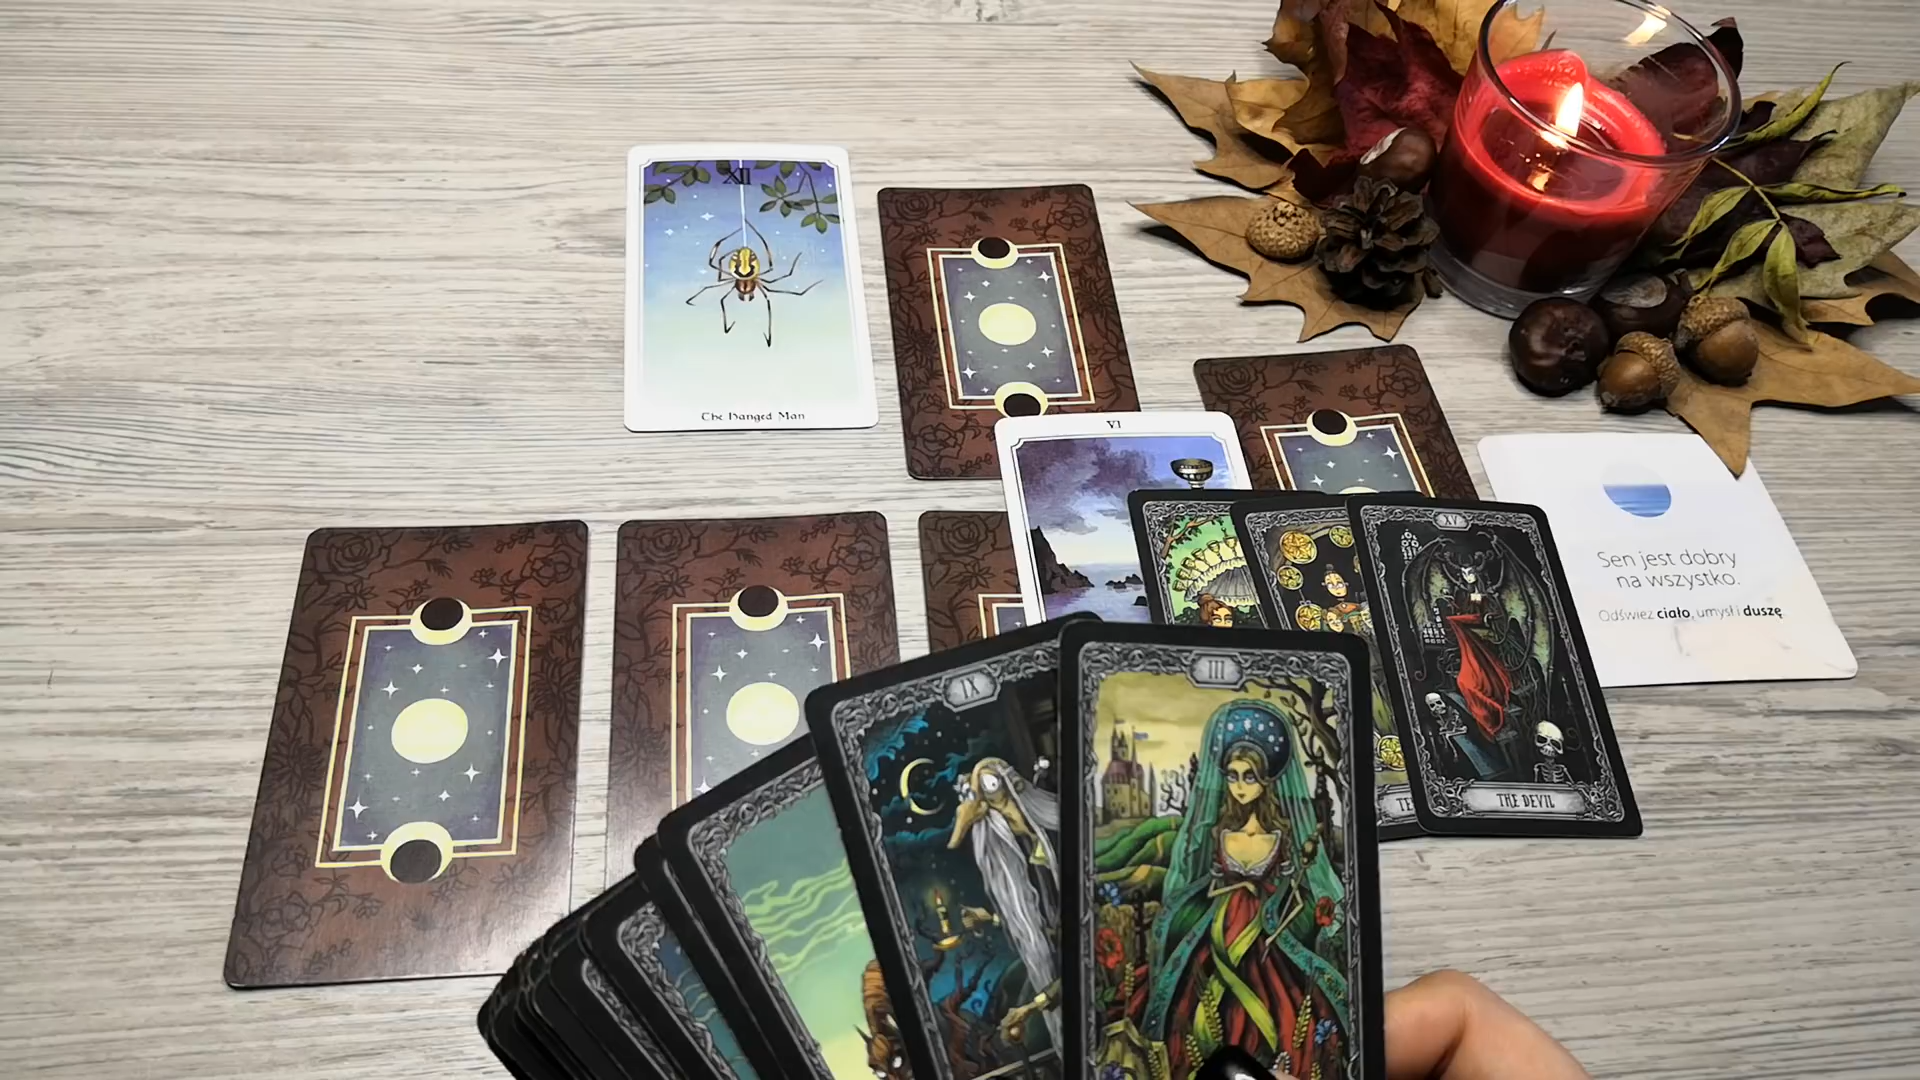 XII
The Hanged Man
VI
XV
THE DEVIL
Sen jest dobry
na wszystko.
Odśwież ciało, umysł i duszę.
IX
III
TE